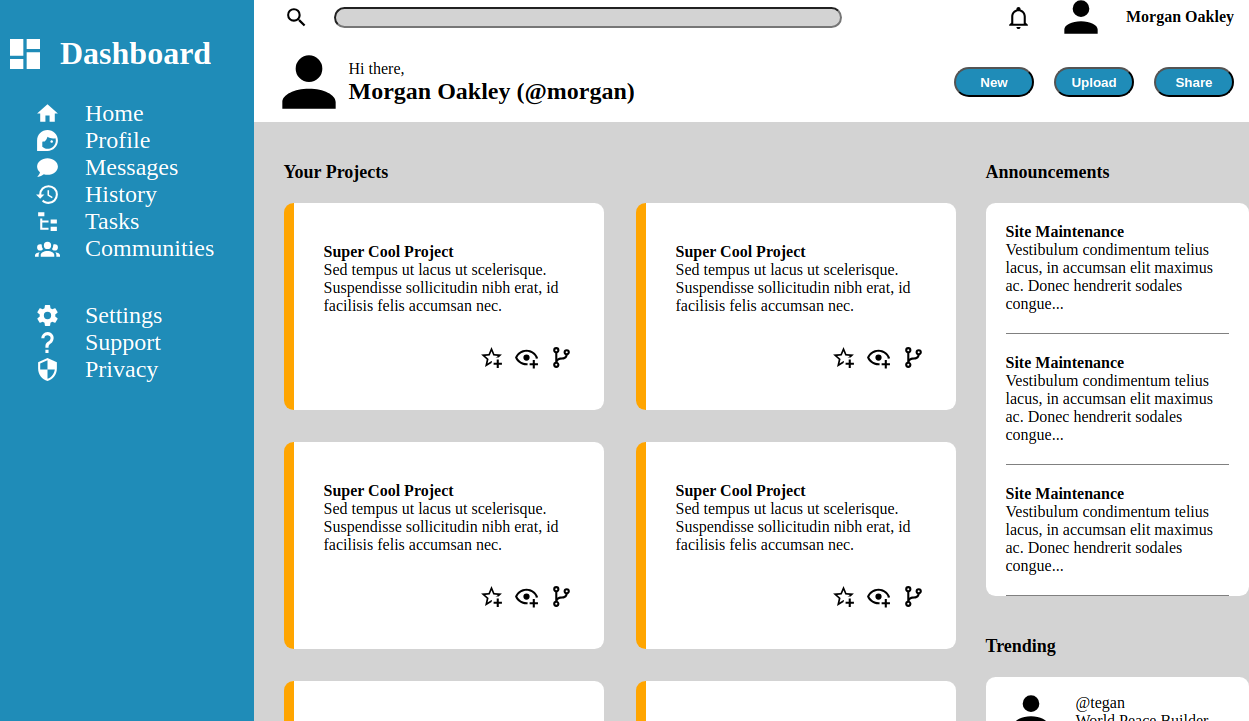 Dashboard
Home
Profile
Messages
History
Tasks
Communities
Settings
Support
Privacy
Morgan Oakley
Hi there,
Morgan Oakley (@morgan)
New
Upload
Share
Your Projects
Super Cool Project
Sed tempus ut lacus ut scelerisque.
Suspendisse sollicitudin nibh erat, id
facilisis felis accumsan nec.
Super Cool Project
Sed tempus ut lacus ut scelerisque.
Suspendisse sollicitudin nibh erat, id
facilisis felis accumsan nec.
Super Cool Project
Sed tempus ut lacus ut scelerisque.
Suspendisse sollicitudin nibh erat, id
facilisis felis accumsan nec.
Super Cool Project
Sed tempus ut lacus ut scelerisque.
Suspendisse sollicitudin nibh erat, id
facilisis felis accumsan nec.
Announcements
Site Maintenance
Vestibulum condimentum telius
lacus, in accumsan elit maximus
ac. Donec hendrerit sodales
congue...
Site Maintenance
Vestibulum condimentum telius
lacus, in accumsan elit maximus
ac. Donec hendrerit sodales
congue...
Site Maintenance
Vestibulum condimentum telius
lacus, in accumsan elit maximus
ac. Donec hendrerit sodales
congue...
Trending
@tegan
World Peace Builder